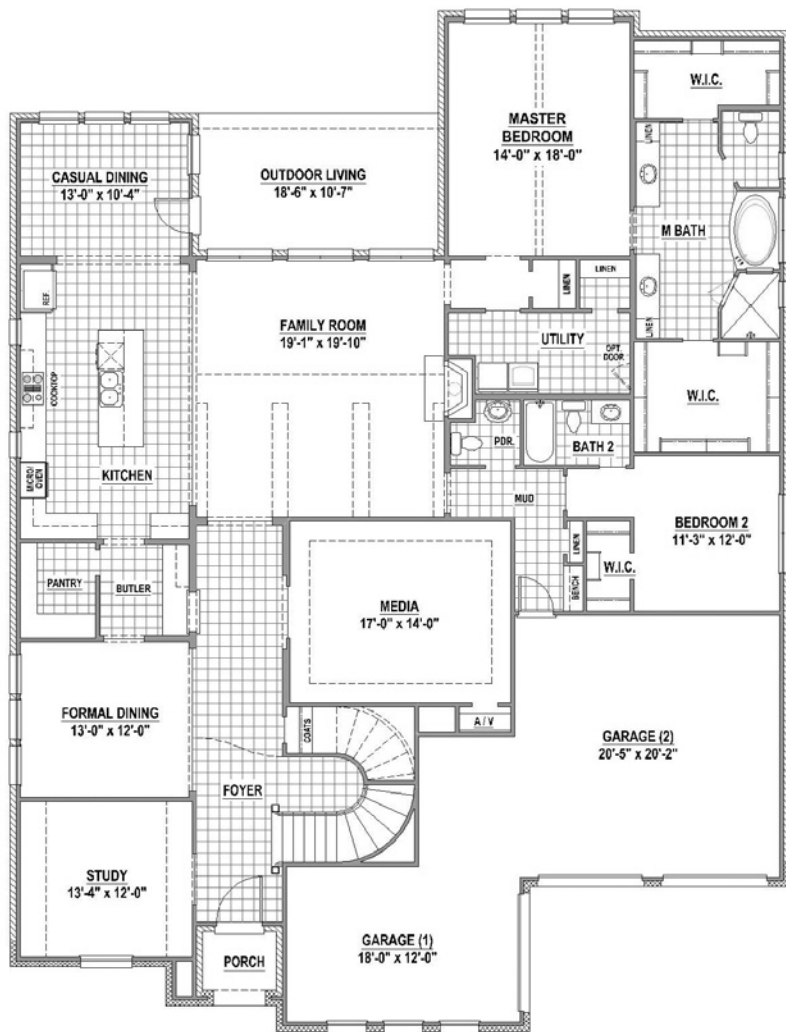 W.I.C.
MASTER
BEDROOM
14'-0" x 18'-0"
LINEN
CASUAL DINING
13'-0" x 10'-4"
OUTDOOR LIVING
18'-6" x 10'-7"
M BATH
LINEN
LINEN
REF.
FAMILY ROOM
19'-1" x 19'-10"
UTILITY
LINEN
OPT.
DOOR
COOKTOP
W.I.C.
PDR.
BATH 2
MICRO/
OVEN
KITCHEN
MUD
BEDROOM 2
11'-3" x 12'-0"
LINEN
W.I.C.
PANTRY
BUTLER
BENCH
MEDIA
17'-0" x 14'-0"
FORMAL DINING
13'-0" x 12'-0"
COATS
A / V
GARAGE (2)
20'-5" x 20'-2"
FOYER
STUDY
13'-4" x 12'-0"
GARAGE (1)
18'-0" x 12'-0"
PORCH